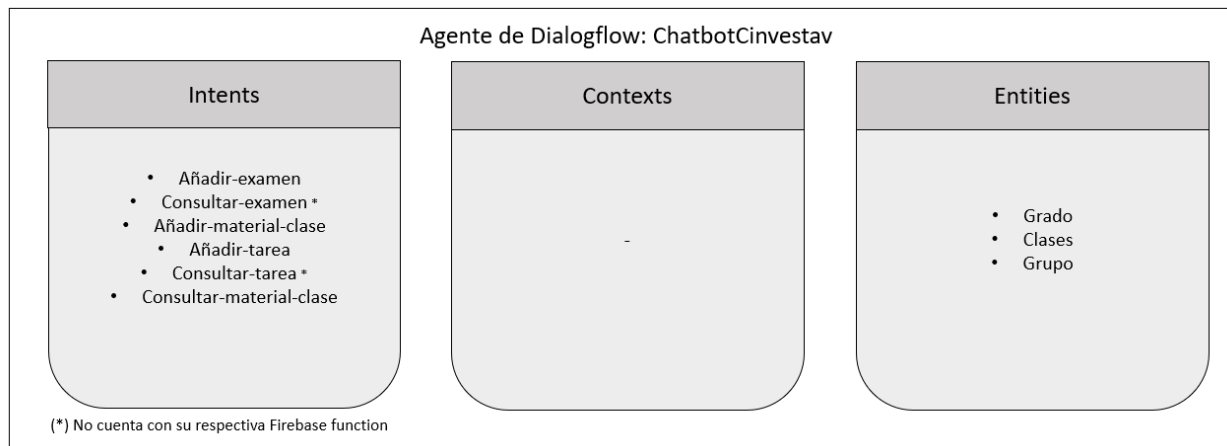 Agente de Dialogflow: ChatbotCinvestav
Intents
• Añadir-examen
• Consultar-examen *
• Añadir-material-clase
• Añadir-tarea
• Consultar-tarea *
• Consultar-material-clase
Contexts
-
Entities
• Grado
• Clases
• Grupo
(*) No cuenta con su respectiva Firebase function